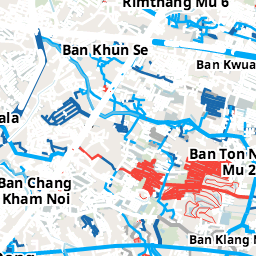 Rimthang Mu 6
Ban Khun Se
Ban Kwua
ala
Ban Ton N
Mu 2
Ban Chang
Kham Noi
Ban Klang M